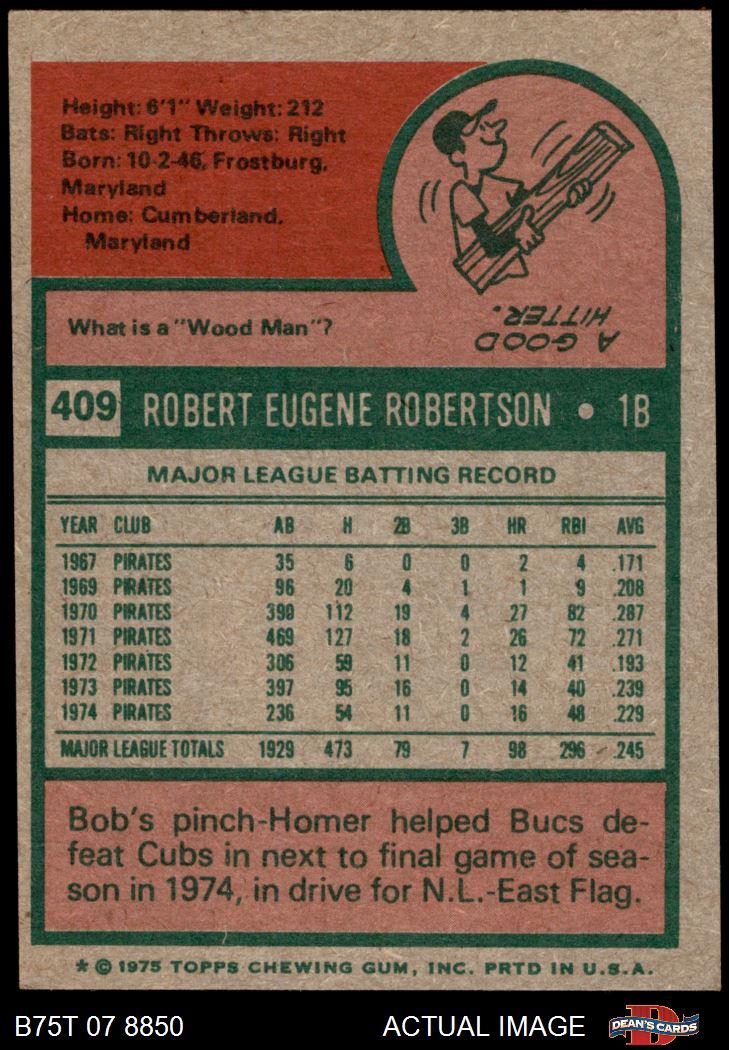 Height: 6'1" Weight: 212
Bats: Right Throws: Right
Born: 10-2-46, Frostburg,
Maryland
Home: Cumberland,
Maryland
What is a "Wood Man"?
A GOOD
HITTER.
409 ROBERT EUGENE ROBERTSON • 1B
MAJOR LEAGUE BATTING RECORD
YEAR CLUB AB H 2B 3B HR RBI AVG
1967 PIRATES 35 6 0 0 2 4 .171
1969 PIRATES 96 20 4 1 1 9 .208
1970 PIRATES 390 112 19 4 27 82 .287
1971 PIRATES 469 127 18 2 26 72 .271
1972 PIRATES 306 59 11 0 12 41 .193
1973 PIRATES 397 95 16 0 14 40 .239
1974 PIRATES 236 54 11 0 16 48 .229
MAJOR LEAGUE TOTALS 1929 473 79 7 98 296 .245
Bob's pinch-Homer helped Bucs de-
feat Cubs in next to final game of sea-
son in 1974, in drive for N.L.-East Flag.
* © 1975 TOPPS CHEWING GUM, INC. PRTD IN U.S.A.
B75T 07 8850 ACTUAL IMAGE D DEAN'S CARDS